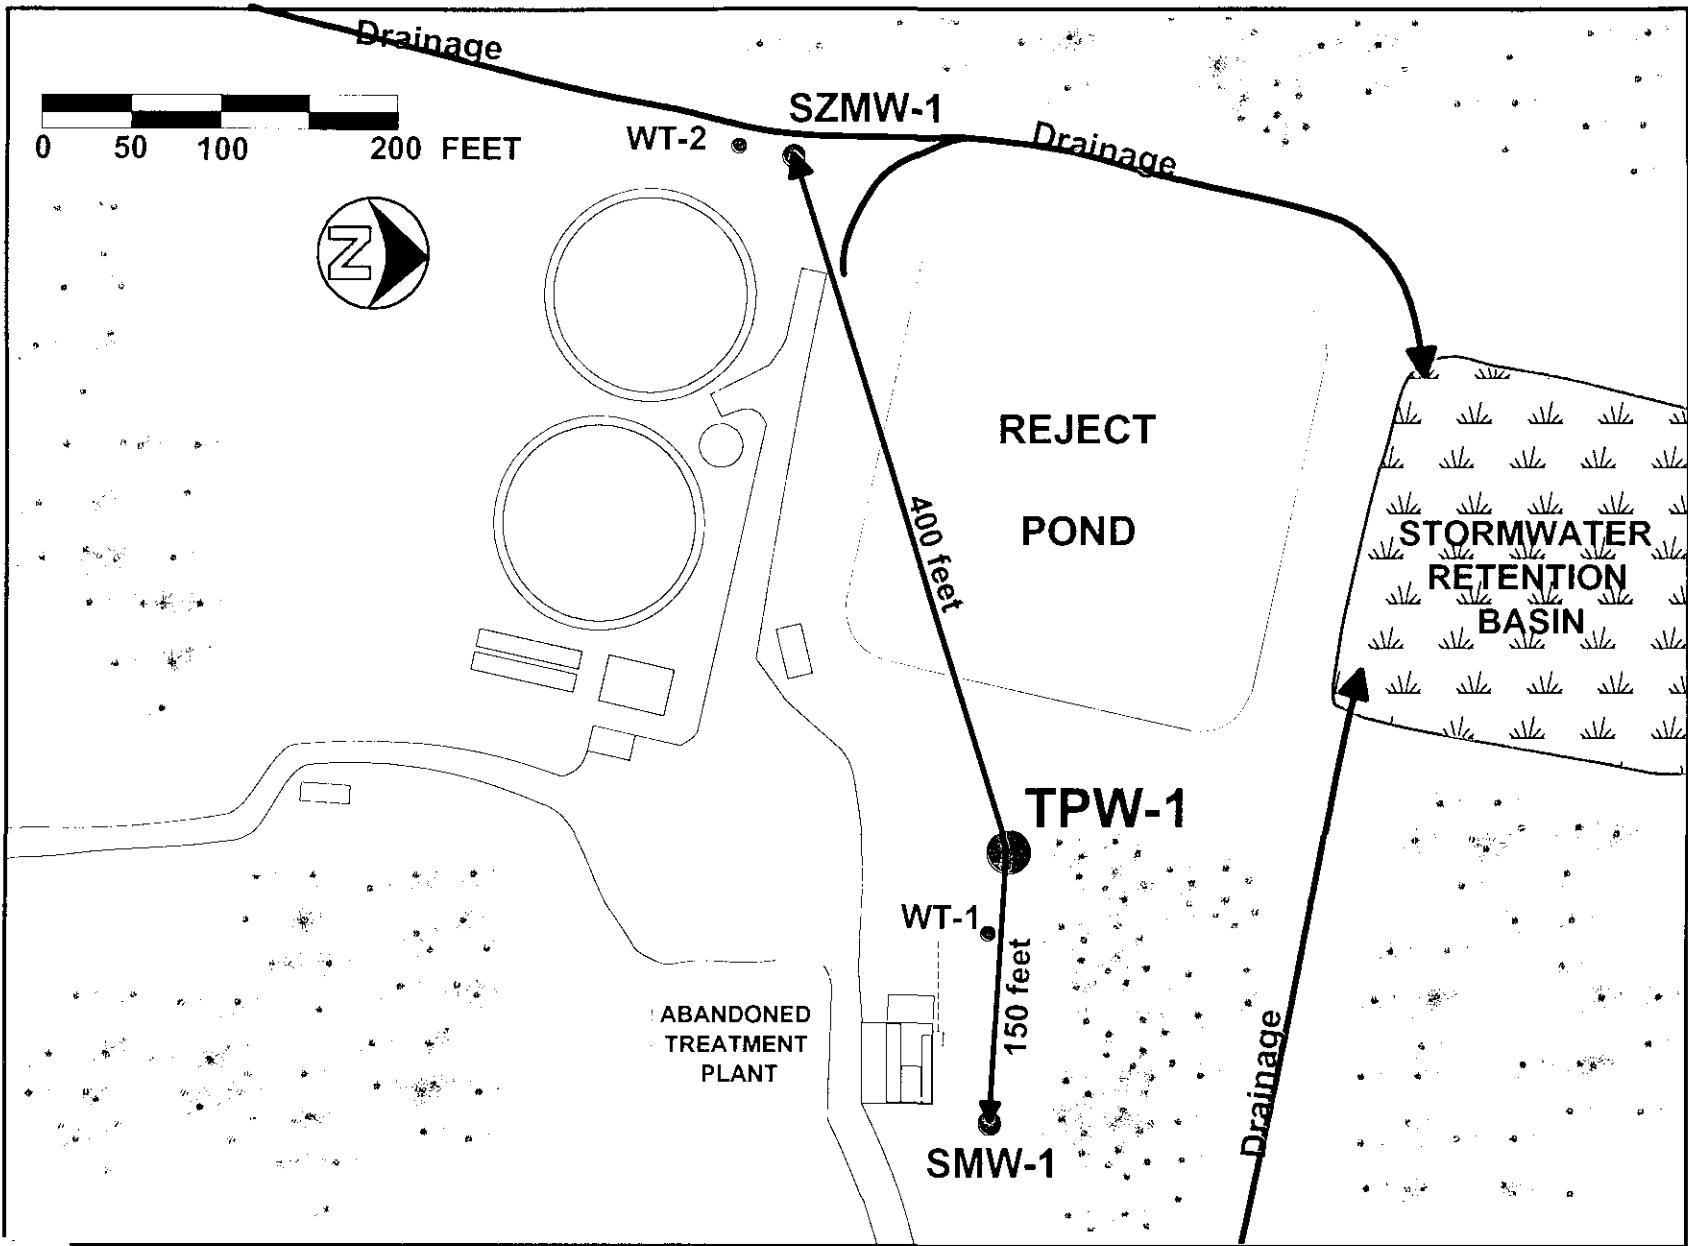 Drainage
SZMW-1
0 50 100 200 FEET
WT-2
Drainage
N
REJECT
POND
400 feet
STORMWATER
RETENTION
BASIN
TPW-1
WT-1
150 feet
ABANDONED
TREATMENT
PLANT
Drainage
SMW-1